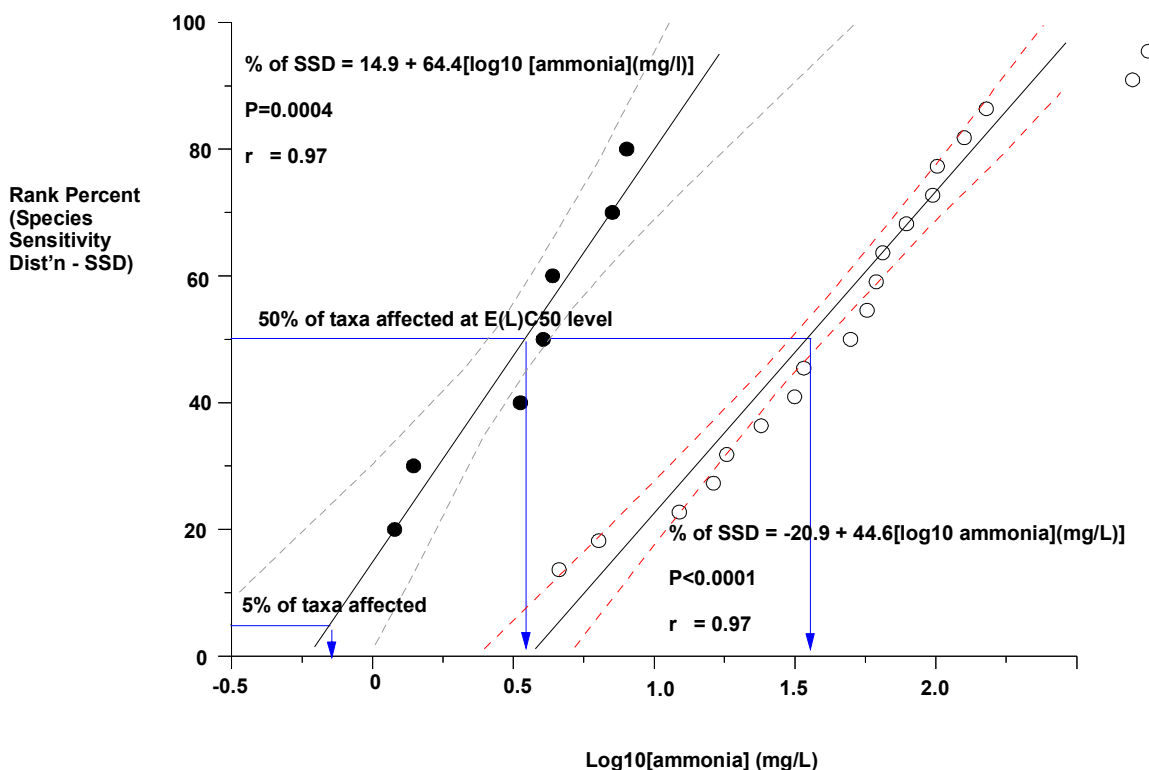 100
80
60
40
20
0
Rank Percent
(Species
Sensitivity
Dist'n - SSD)
% of SSD = 14.9 + 64.4[log10 [ammonia](mg/l)]
P=0.0004
r = 0.97
50% of taxa affected at E(L)C50 level
5% of taxa affected
% of SSD = -20.9 + 44.6[log10 ammonia](mg/L)]
P<0.0001
r = 0.97
-0.5 0 0.5 1.0 1.5 2.0
Log10[ammonia] (mg/L)